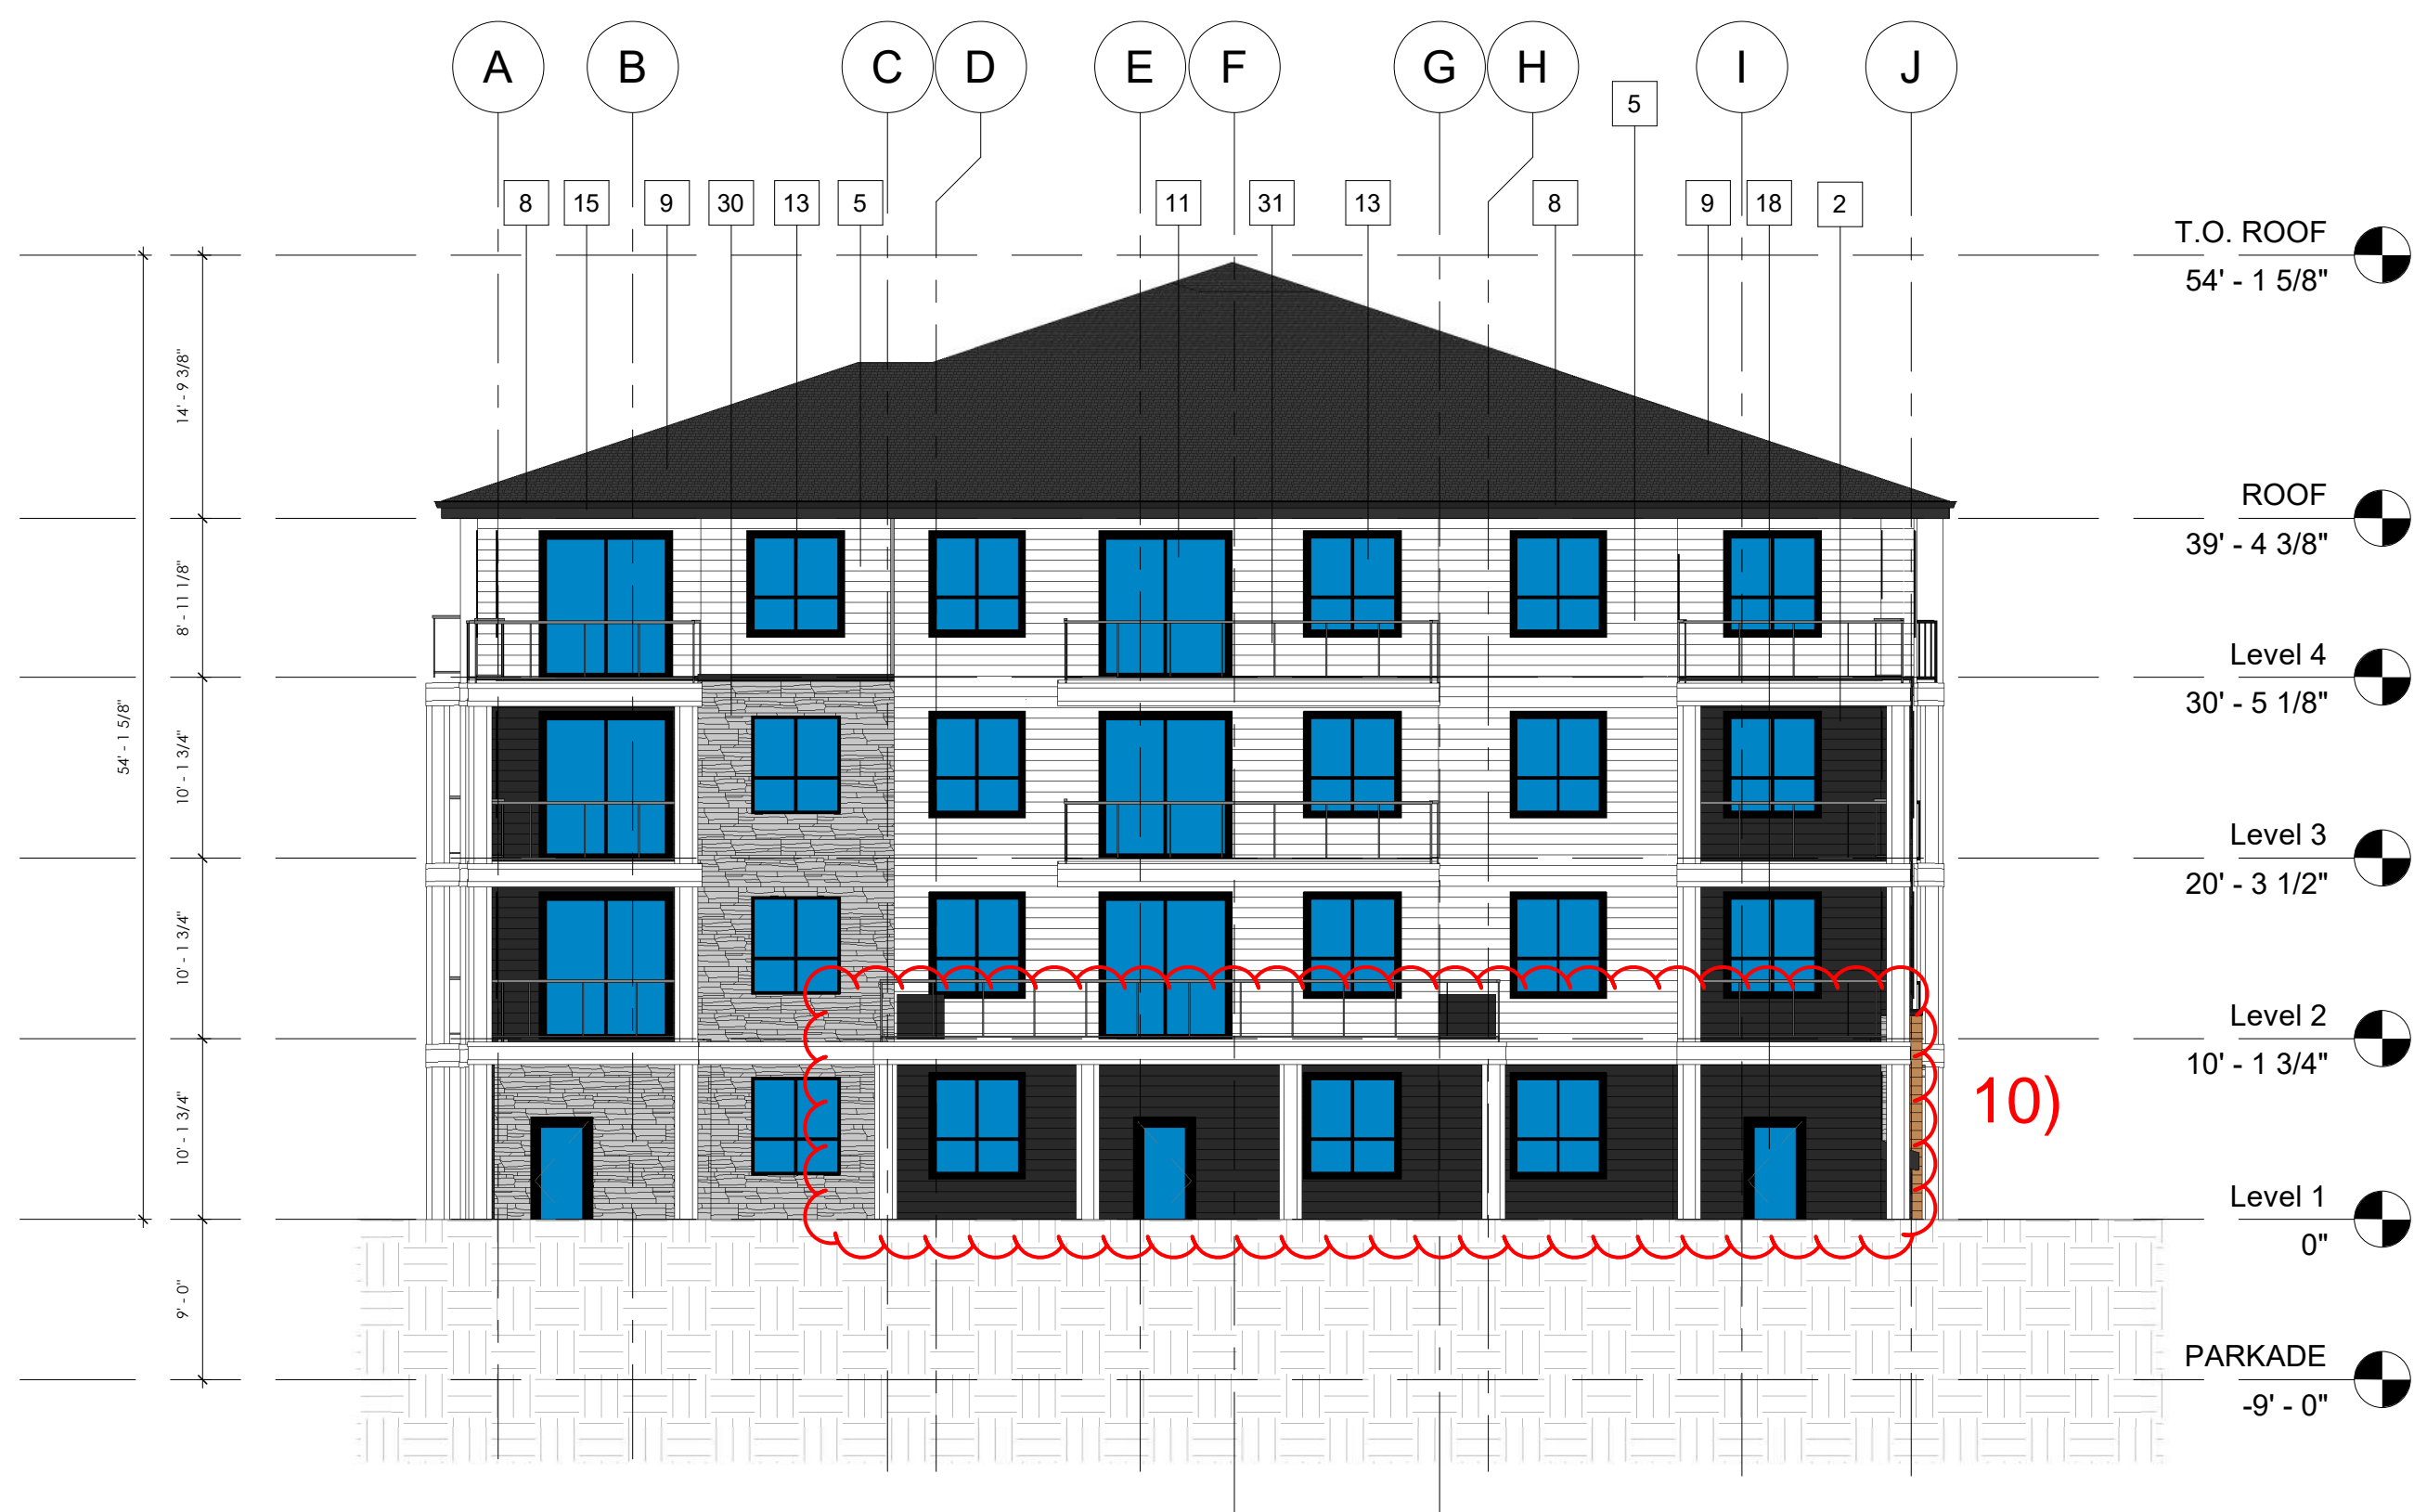 A B C D E F G H I J
5
8 15 9 30 13 5 11 31 13 8 9 18 2
T.O. ROOF
54' - 1 5/8"
14' - 9 3/8"
ROOF
39' - 4 3/8"
8' - 11 1/8"
Level 4
30' - 5 1/8"
54' - 1 5/8"
10' - 1 3/4"
Level 3
20' - 3 1/2"
10' - 1 3/4"
Level 2
10' - 1 3/4"
10)
10' - 1 3/4"
Level 1
0"
9' - 0"
PARKADE
-9' - 0"